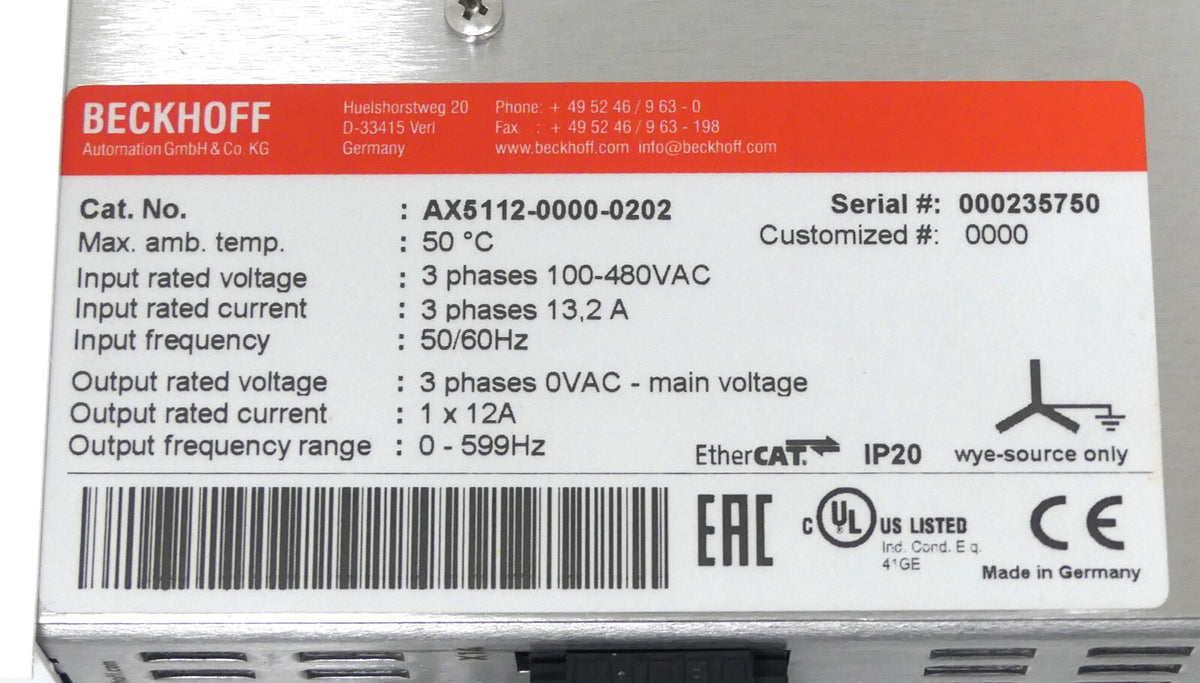 BECKHOFF
Automation GmbH & Co. KG
Huelshorstweg 20
D-33415 Verl
Germany
Phone: + 49 52 46 / 9 63 - 0
Fax : + 49 52 46 / 9 63 - 198
www.beckhoff.com info@beckhoff.com
Cat. No. : AX5112-0000-0202
Serial #: 000235750
Max. amb. temp. : 50 °C
Customized #: 0000
Input rated voltage : 3 phases 100-480VAC
Input rated current : 3 phases 13,2 A
Input frequency : 50/60Hz
Output rated voltage : 3 phases 0VAC - main voltage
Output rated current : 1 x 12A
Output frequency range : 0 - 599Hz
EtherCAT. IP20 wye-source only
EAC C UL US LISTED CE
Ind. Cond. Eq.
41GE
Made in Germany